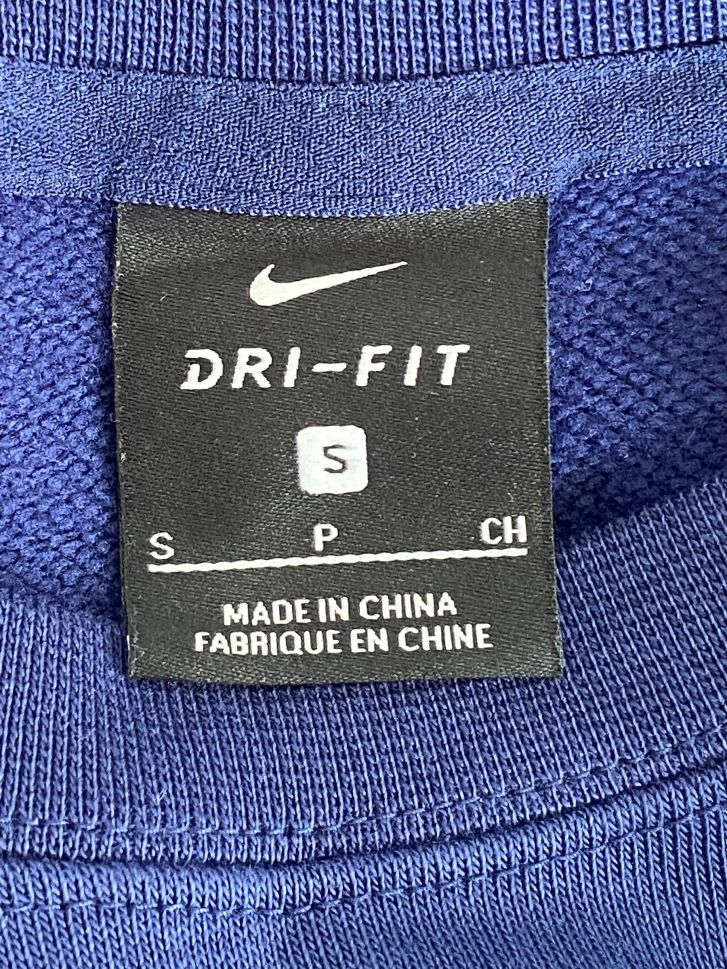 DRI-FIT
S
S P CH
MADE IN CHINA
FABRIQUE EN CHINE